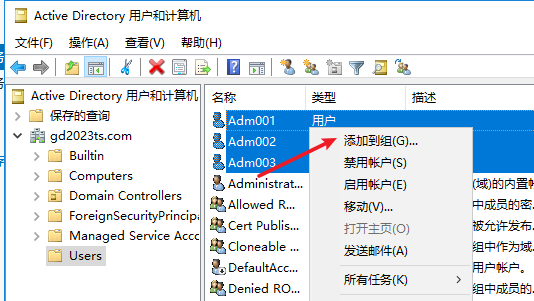 Active Directory 用户和计算机
文件(F) 操作(A) 查看(V) 帮助(H)
Active Directory 用户和计算机
保存的查询
gd2023ts.com
Builtin
Computers
Domain Controllers
ForeignSecurityPrincipa
Managed Service Acco
Users
名称 类型 描述
Adm001 用户
Adm002
Adm003
Administrat... (域)的内置帐
Allowed R... 中成员的密.
Cert Publis... 被允许发布.
Cloneable 组中作为域.
DefaultAcc... 用户帐户。
Denied RO... 组中成员的.
添加到组(G)...
禁用帐户(S)
启用帐户(E)
移动(V)...
打开主页(O)
发送邮件(A)
所有任务(K)